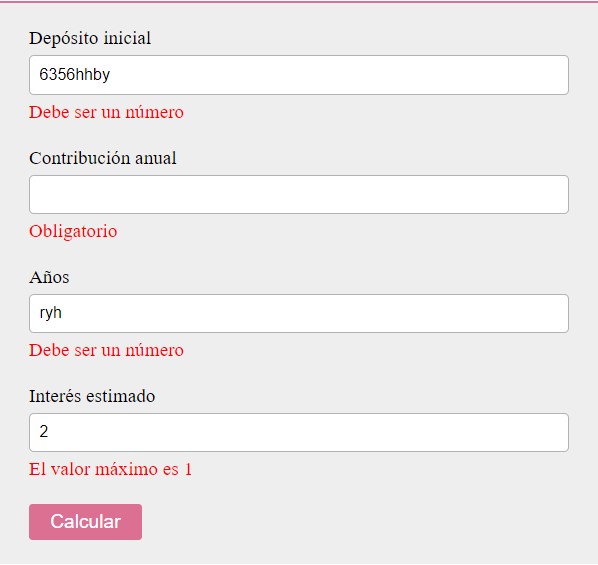 Depósito inicial
6356hhby
Debe ser un número
Contribución anual
Obligatorio
Años
ryh
Debe ser un número
Interés estimado
2
El valor máximo es 1
Calcular